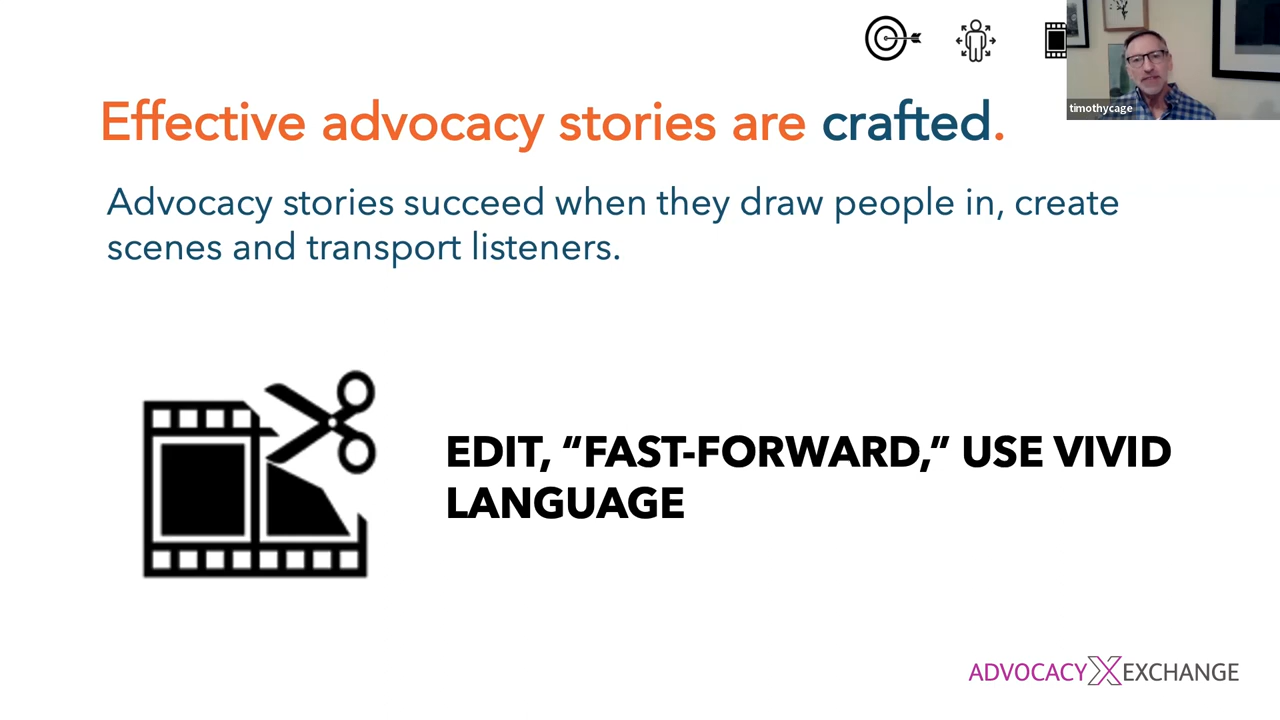 timothycage
Effective advocacy stories are crafted.
Advocacy stories succeed when they draw people in, create
scenes and transport listeners.
EDIT, “FAST-FORWARD,” USE VIVID
LANGUAGE
ADVOCACY X EXCHANGE